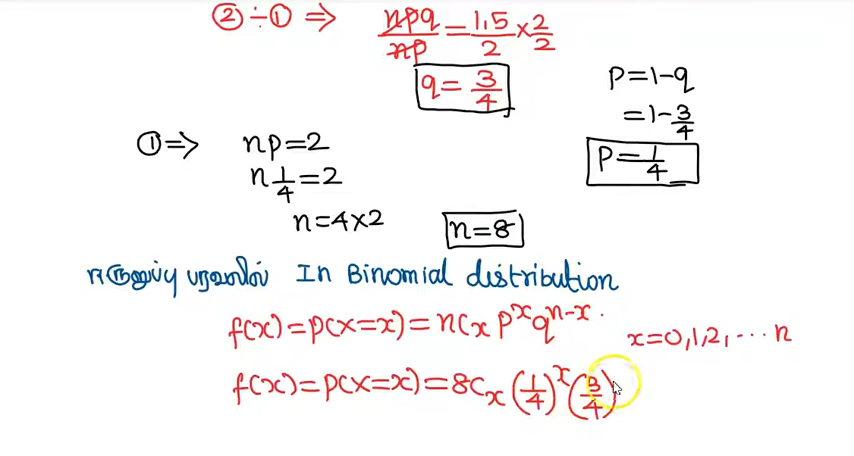 ② ÷ ① ⇒ npq/np = 1.5/2 × 2/2
q = 3/4
P = 1-q
= 1 - 3/4
P = 1/4
① ⇒ np = 2
n 1/4 = 2
n = 4×2 n = 8
ஈருறுப்பு பரவலில் In Binomial distribution
f(x) = P(X=x) = nCx p^x q^(n-x).
x = 0,1,2, ... n
f(x) = P(X=x) = 8Cx (1/4)^x (3/4)